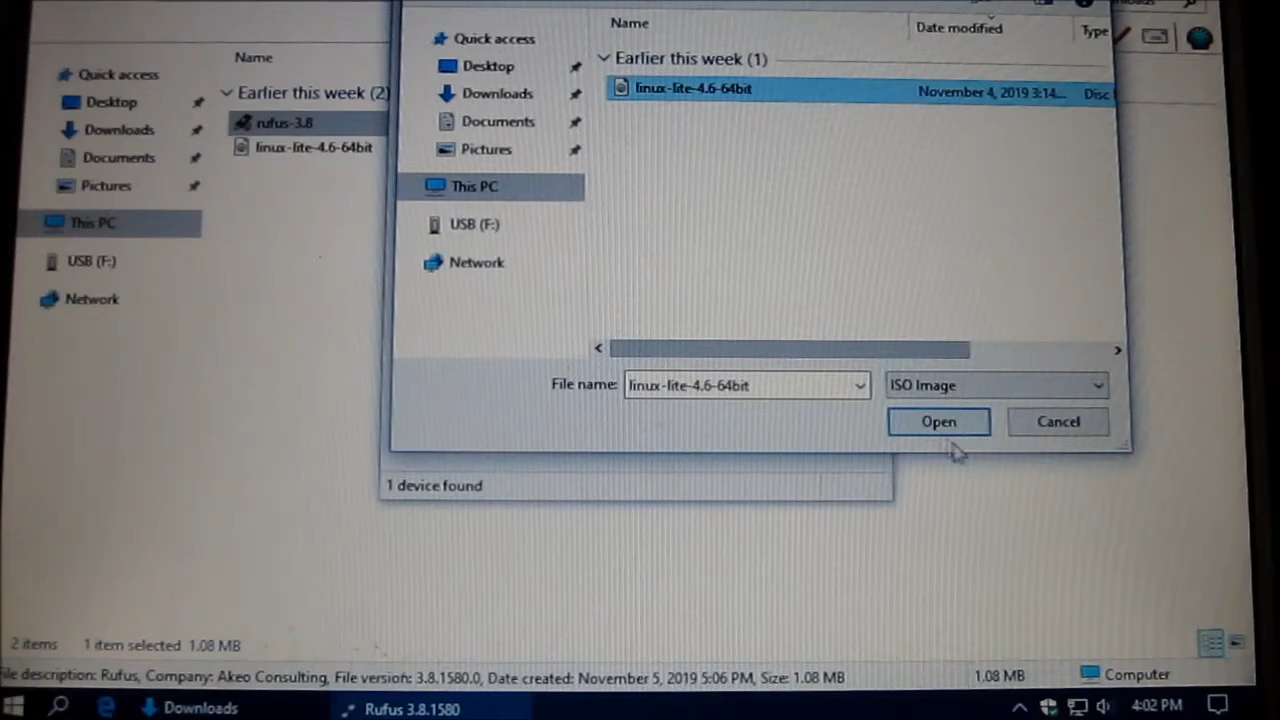 Name
Date modified
Type
Quick access
Earlier this week (1)
Desktop
linux-lite-4.6-64bit
November 4, 2019 3:14...
Disc
Downloads
Documents
Pictures
This PC
USB (F:)
Network
File name:
linux-lite-4.6-64bit
ISO Image
Open
Cancel
1 device found
Name
Quick access
Earlier this week (2)
Desktop
rufus-3.8
Downloads
linux-lite-4.6-64bit
Documents
Pictures
This PC
USB (F:)
Network
2 items
1 item selected 1.08 MB
ile description: Rufus, Company: Akeo Consulting, File version: 3.8.1580.0, Date created: November 5, 2019 5:06 PM, Size: 1.08 MB
1.08 MB
Computer
Downloads
Rufus 3.8.1580
4:02 PM